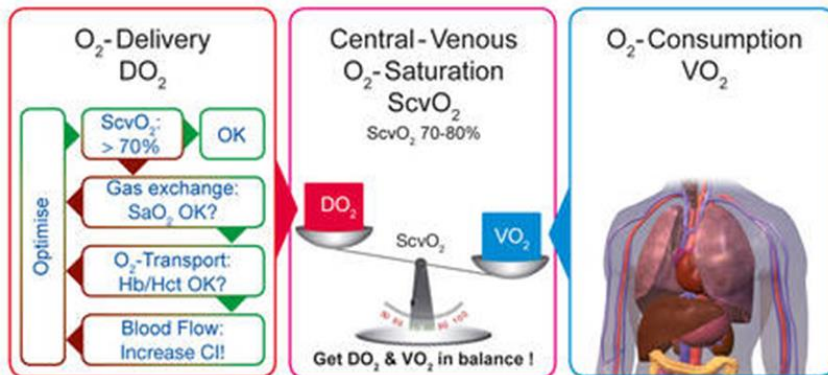 O₂-Delivery
DO₂
ScvO₂:
> 70%
OK
Gas exchange:
SaO₂ OK?
O₂-Transport:
Hb/Hct OK?
Blood Flow:
Increase CI!
Optimise
Central-Venous
O₂-Saturation
ScvO₂
ScvO₂ 70-80%
DO₂
ScvO₂
VO₂
Get DO₂ & VO₂ in balance !
O₂-Consumption
VO₂